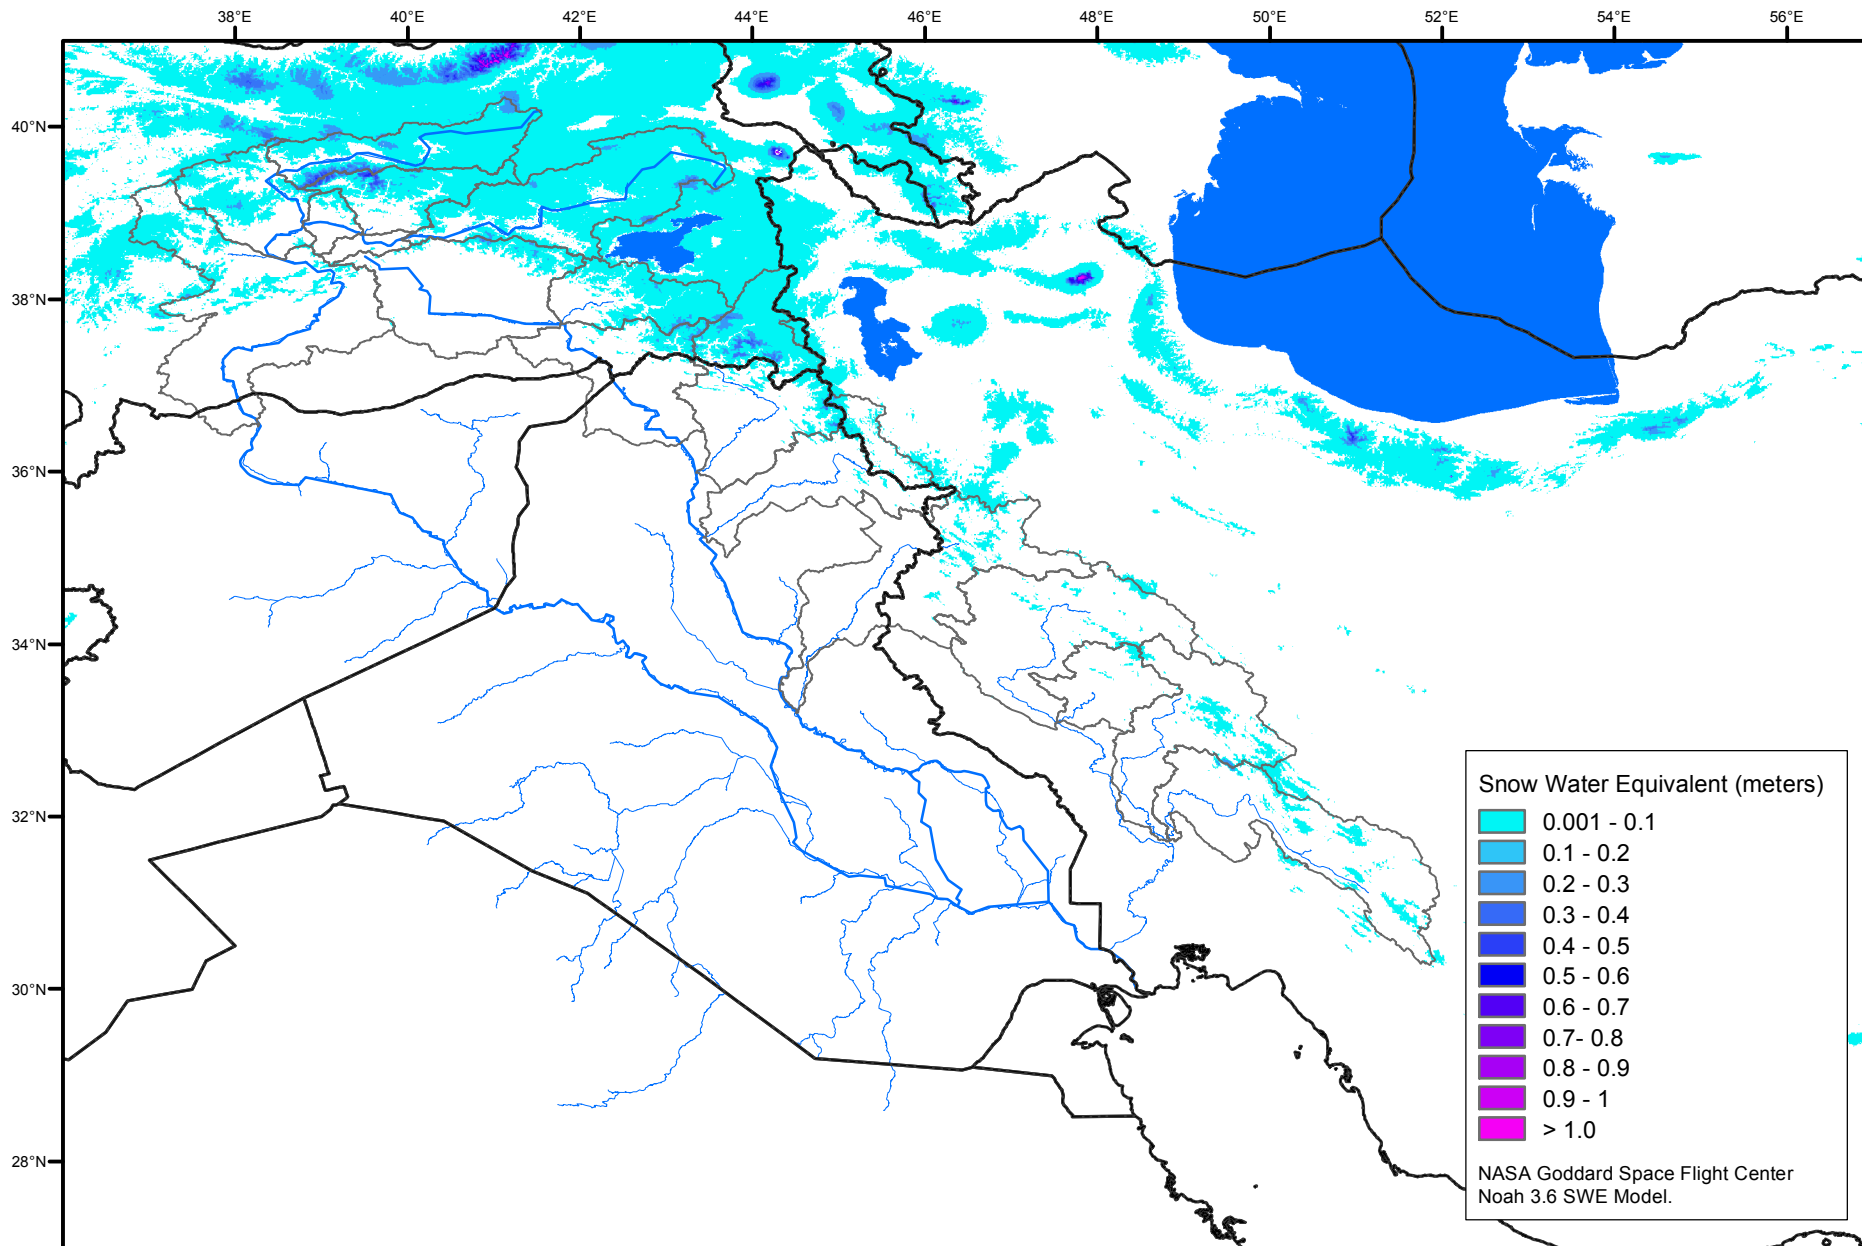 38°E 40°E 42°E 44°E 46°E 48°E 50°E 52°E 54°E 56°E
40°N
38°N
36°N
34°N
32°N
30°N
28°N
Snow Water Equivalent (meters)
0.001 - 0.1
0.1 - 0.2
0.2 - 0.3
0.3 - 0.4
0.4 - 0.5
0.5 - 0.6
0.6 - 0.7
0.7- 0.8
0.8 - 0.9
0.9 - 1
> 1.0
NASA Goddard Space Flight Center
Noah 3.6 SWE Model.